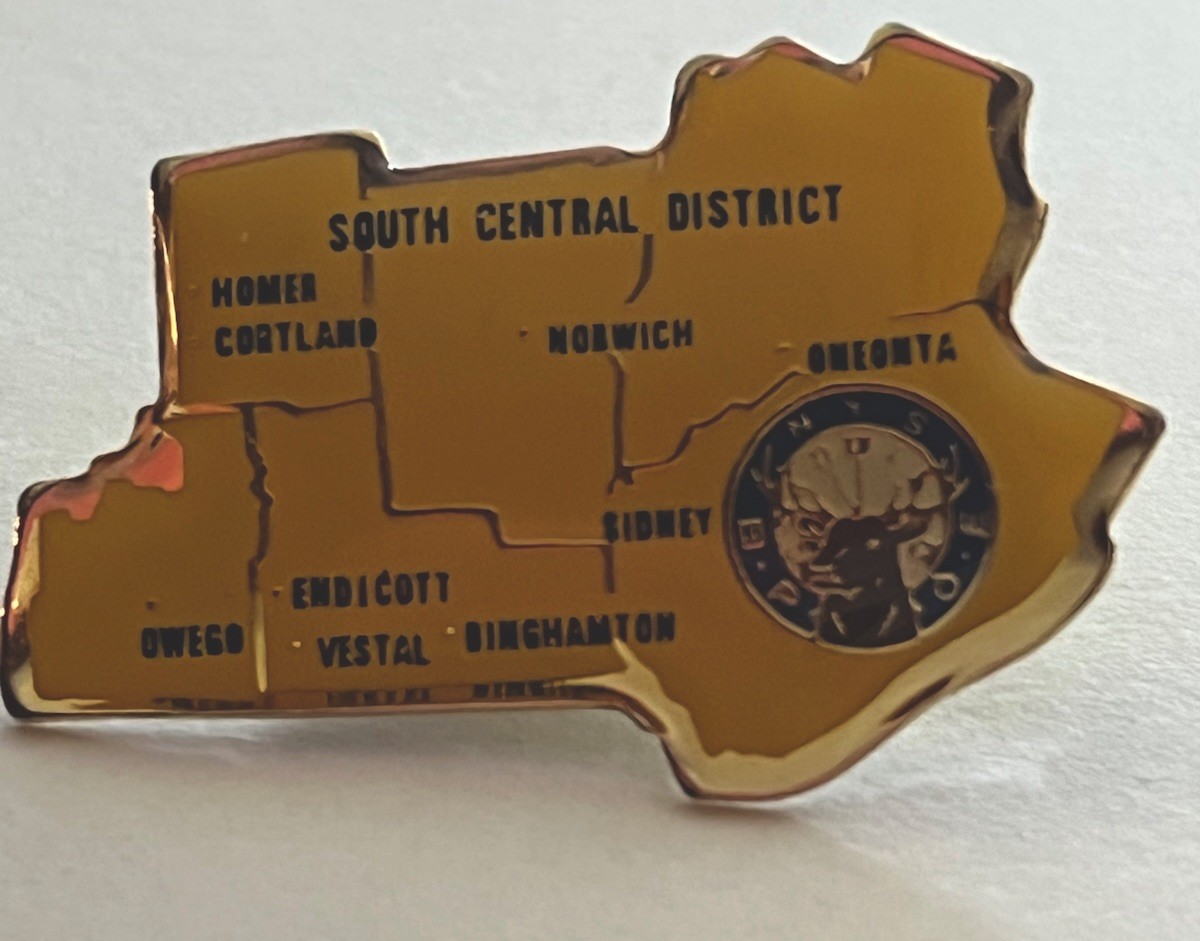 SOUTH CENTRAL DISTRICT
HOMER
CORTLAND
NORWICH
ONEONTA
SIDNEY
ENDICOTT
OWEGO
VESTAL
BINGHAMTON
N Y S
B P O E